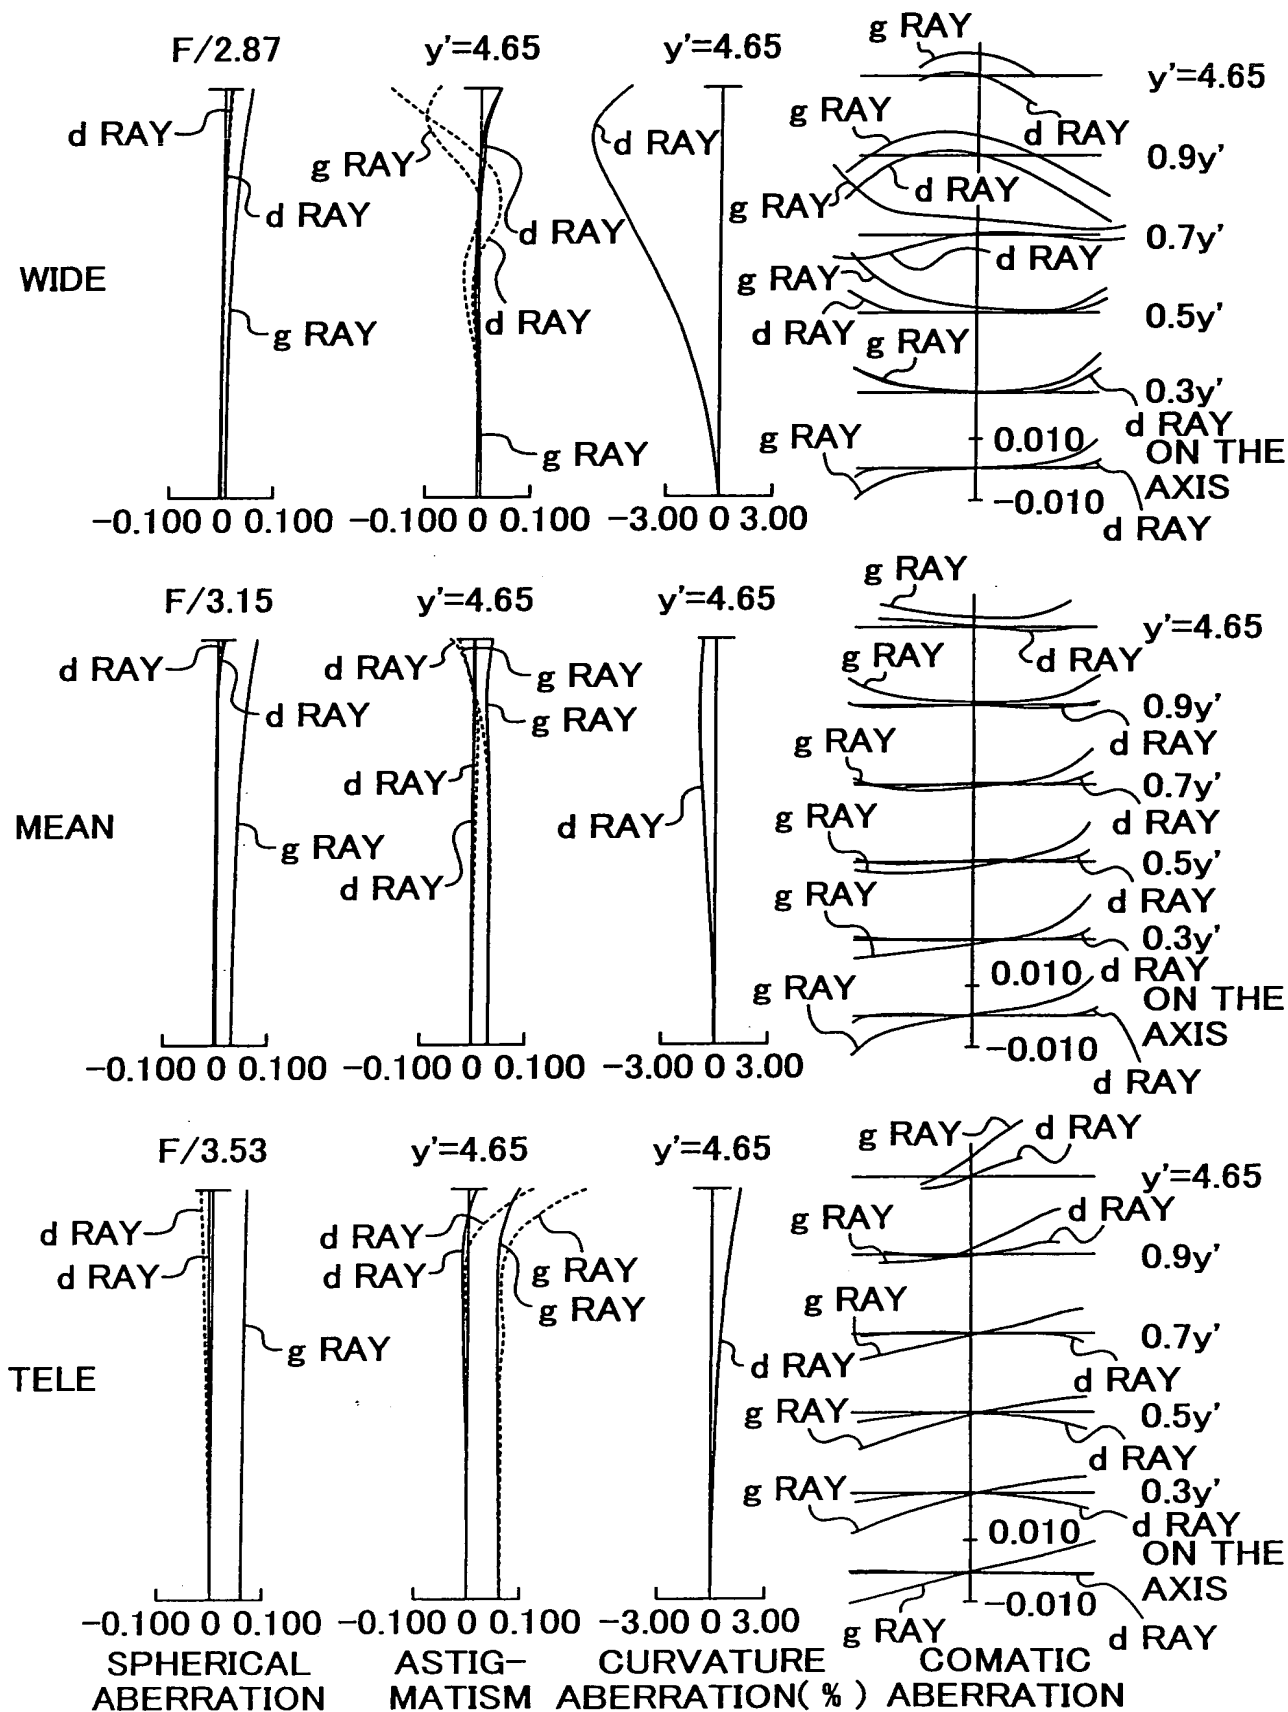 F/2.87
y'=4.65
y'=4.65
g RAY
y'=4.65
d RAY
g RAY
g RAY
d RAY
d RAY
0.9y'
d RAY
d RAY
g RAY
d RAY
0.7y'
WIDE
d RAY
g RAY
d RAY
d RAY
0.5y'
g RAY
g RAY
0.3y'
d RAY
g RAY
g RAY
0.010
ON THE
AXIS
-0.010
d RAY
-0.100 0 0.100
-0.100 0 0.100
-3.00 0 3.00
F/3.15
y'=4.65
y'=4.65
g RAY
y'=4.65
d RAY
d RAY
g RAY
g RAY
d RAY
d RAY
g RAY
0.9y'
d RAY
d RAY
g RAY
0.7y'
MEAN
g RAY
d RAY
g RAY
d RAY
d RAY
0.5y'
g RAY
d RAY
0.3y'
g RAY
0.010
d RAY
ON THE
AXIS
-0.010
d RAY
-0.100 0 0.100
-0.100 0 0.100
-3.00 0 3.00
F/3.53
y'=4.65
y'=4.65
g RAY
d RAY
y'=4.65
d RAY
d RAY
g RAY
d RAY
0.9y'
d RAY
d RAY
g RAY
g RAY
g RAY
0.7y'
TELE
g RAY
d RAY
d RAY
g RAY
0.5y'
d RAY
g RAY
0.3y'
0.010
d RAY
ON THE
AXIS
-0.010
g RAY
d RAY
-0.100 0 0.100
-0.100 0 0.100
-3.00 0 3.00
SPHERICAL
ABERRATION
ASTIG-
MATISM
CURVATURE
ABERRATION(%)
COMATIC
ABERRATION